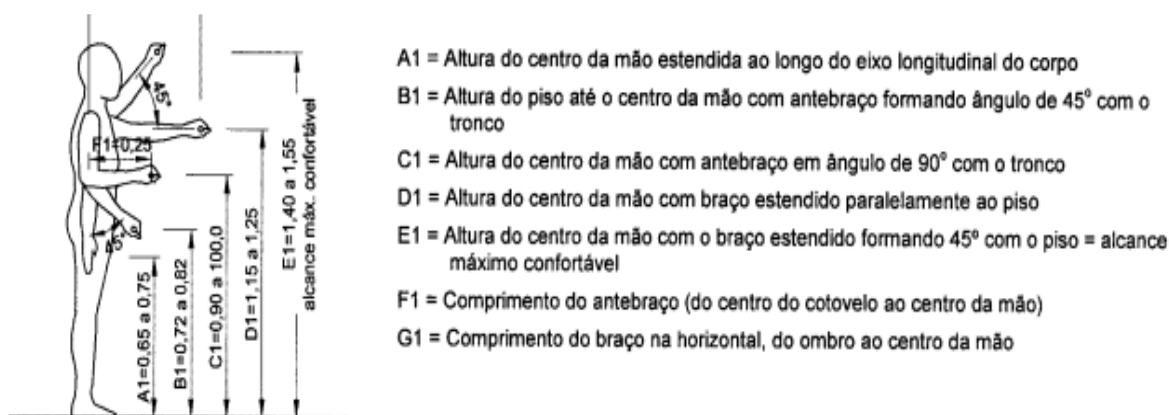 A1 = Altura do centro da mão estendida ao longo do eixo longitudinal do corpo
B1 = Altura do piso até o centro da mão com antebraço formando ângulo de 45º com o
tronco
C1 = Altura do centro da mão com antebraço em ângulo de 90º com o tronco
D1 = Altura do centro da mão com braço estendido paralelamente ao piso
E1 = Altura do centro da mão com o braço estendido formando 45º com o piso = alcance
máximo confortável
F1 = Comprimento do antebraço (do centro do cotovelo ao centro da mão)
G1 = Comprimento do braço na horizontal, do ombro ao centro da mão
45°
F1=0,25
45°
A1=0,65 a 0,75
B1=0,72 a 0,82
C1=0,90 a 100,0
D1=1,15 a 1,25
E1=1,40 a 1,55
alcance máx. confortável